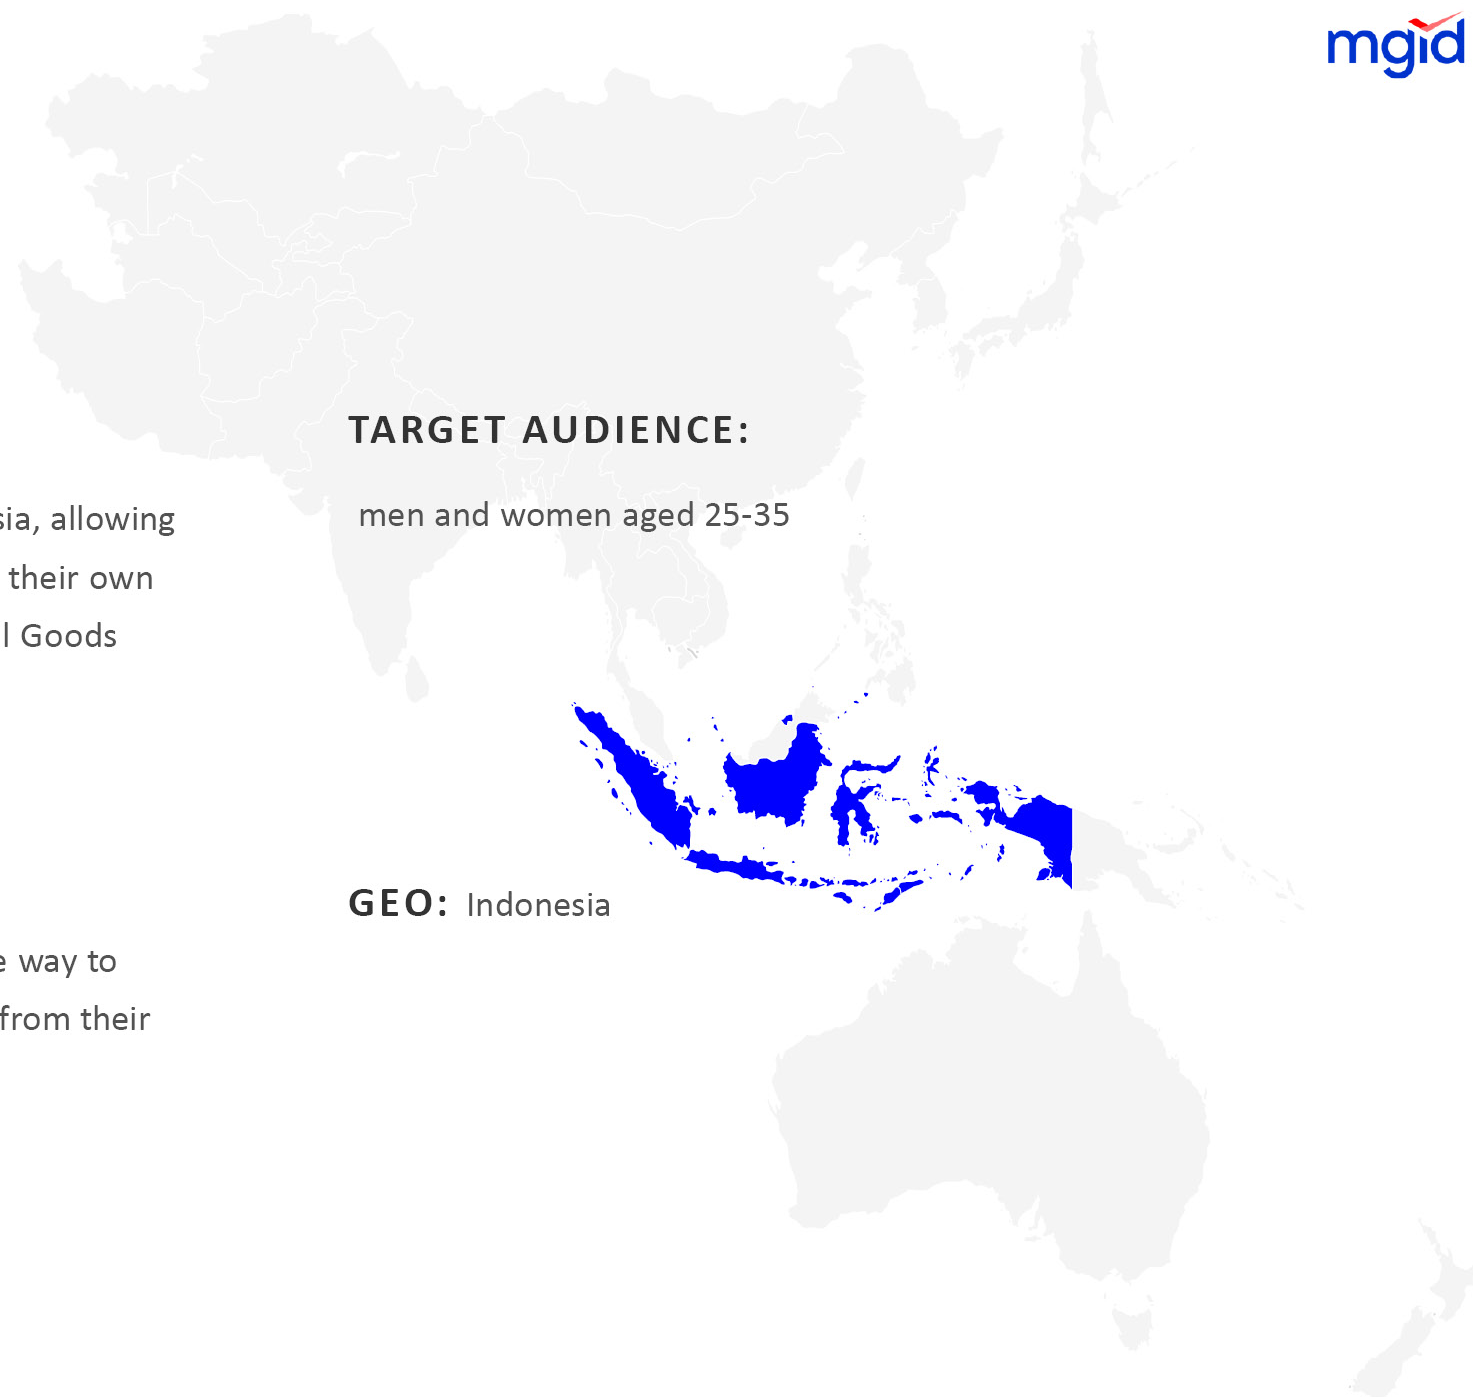 mgid
sia, allowing
their own
l Goods
e way to
from their
TARGET AUDIENCE:
men and women aged 25-35
GEO: Indonesia